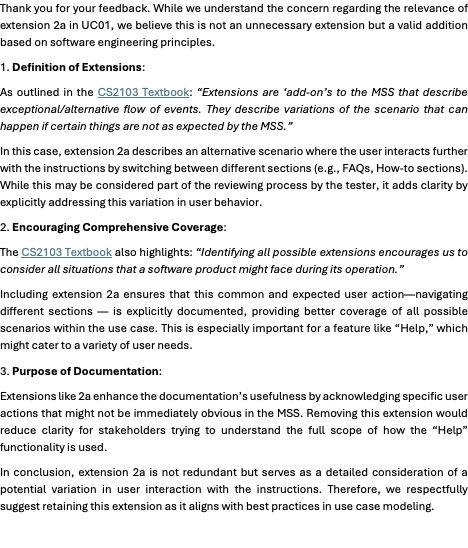 Thank you for your feedback. While we understand the concern regarding the relevance of
extension 2a in UC01, we believe this is not an unnecessary extension but a valid addition
based on software engineering principles.
1. Definition of Extensions:
As outlined in the CS2103 Textbook: “Extensions are ‘add-on’s to the MSS that describe
exceptional/alternative flow of events. They describe variations of the scenario that can
happen if certain things are not as expected by the MSS.”
In this case, extension 2a describes an alternative scenario where the user interacts further
with the instructions by switching between different sections (e.g., FAQs, How-to sections).
While this may be considered part of the reviewing process by the tester, it adds clarity by
explicitly addressing this variation in user behavior.
2. Encouraging Comprehensive Coverage:
The CS2103 Textbook also highlights: “Identifying all possible extensions encourages us to
consider all situations that a software product might face during its operation.”
Including extension 2a ensures that this common and expected user action—navigating
different sections — is explicitly documented, providing better coverage of all possible
scenarios within the use case. This is especially important for a feature like “Help,” which
might cater to a variety of user needs.
3. Purpose of Documentation:
Extensions like 2a enhance the documentation’s usefulness by acknowledging specific user
actions that might not be immediately obvious in the MSS. Removing this extension would
reduce clarity for stakeholders trying to understand the full scope of how the “Help”
functionality is used.
In conclusion, extension 2a is not redundant but serves as a detailed consideration of a
potential variation in user interaction with the instructions. Therefore, we respectfully
suggest retaining this extension as it aligns with best practices in use case modeling.